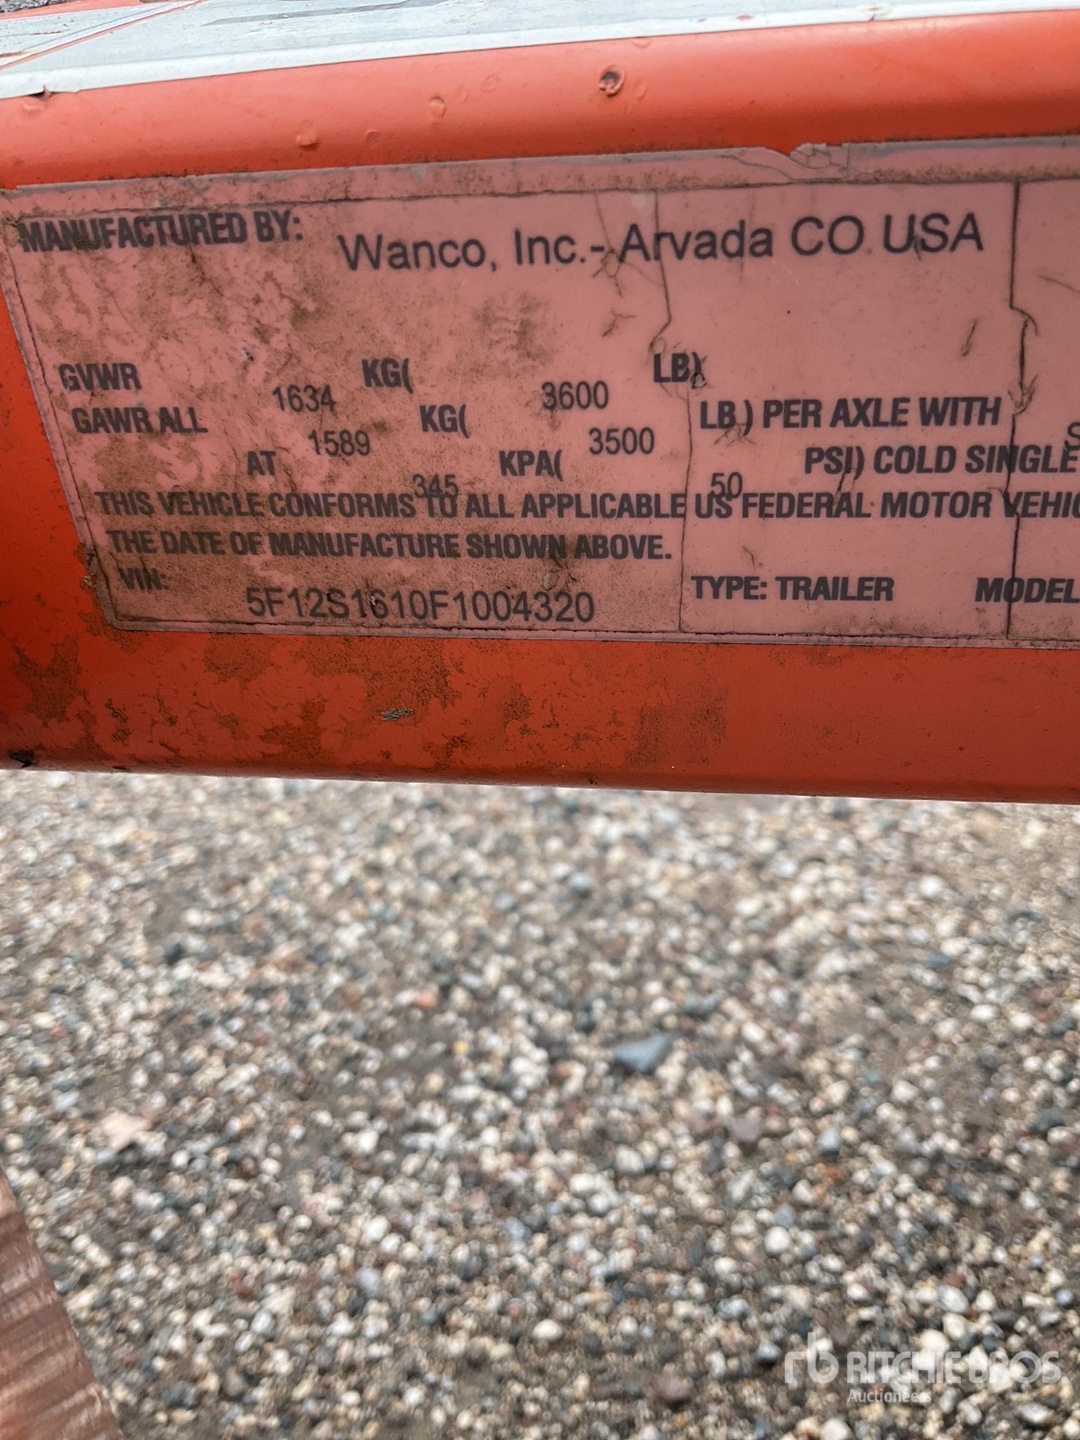 MANUFACTURED BY: Wanco, Inc.- Arvada CO USA
GVWR 1634 KG( 3600 LB)
GAWR ALL 1589 KG( 3500 LB) PER AXLE WITH
AT 345 KPA( 50 PSI) COLD SINGLE
THIS VEHICLE CONFORMS TO ALL APPLICABLE US FEDERAL MOTOR VEHIC
THE DATE OF MANUFACTURE SHOWN ABOVE.
VIN: 5F12S1610F1004320 TYPE: TRAILER MODEL
rb RITCHIE BROS
Auctioneers